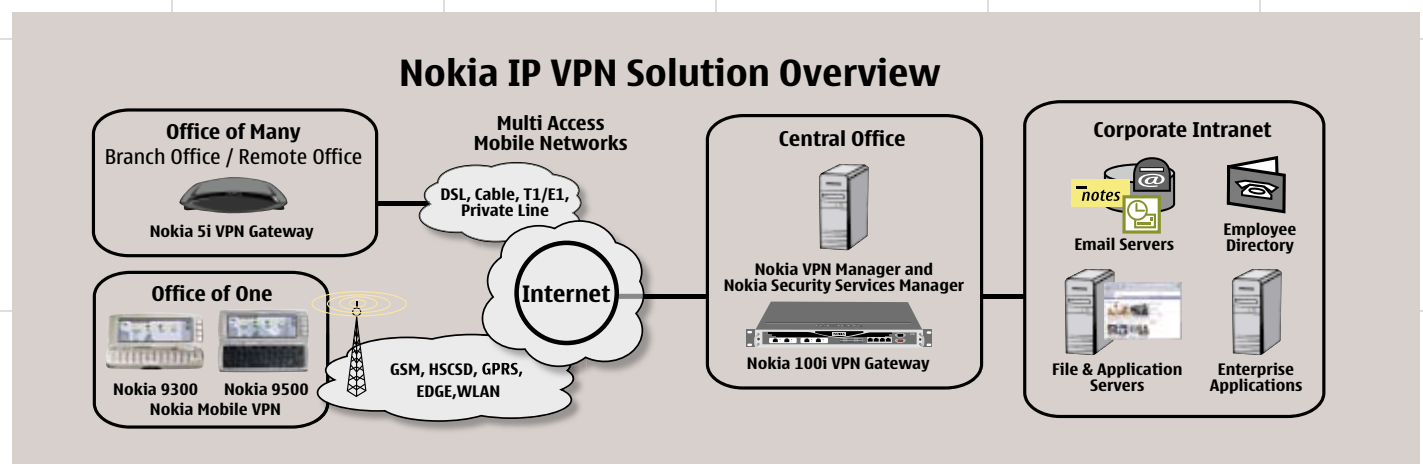 Nokia IP VPN Solution Overview
Office of Many
Branch Office / Remote Office
Nokia 5i VPN Gateway
Office of One
Nokia 9300
Nokia 9500
Nokia Mobile VPN
Multi Access
Mobile Networks
DSL, Cable, T1/E1,
Private Line
Internet
GSM, HSCSD, GPRS,
EDGE,WLAN
Central Office
Nokia VPN Manager and
Nokia Security Services Manager
Nokia 100i VPN Gateway
Corporate Intranet
notes
@
Email Servers
Employee
Directory
File & Application
Servers
Enterprise
Applications